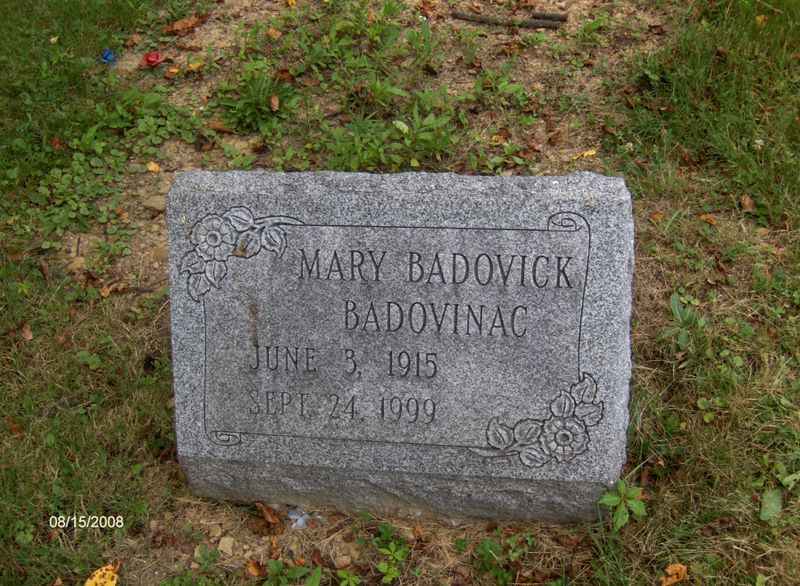 MARY BADOVICK
BADOVINAC
JUNE 3, 1915
SEPT. 24, 1999
08/15/2008